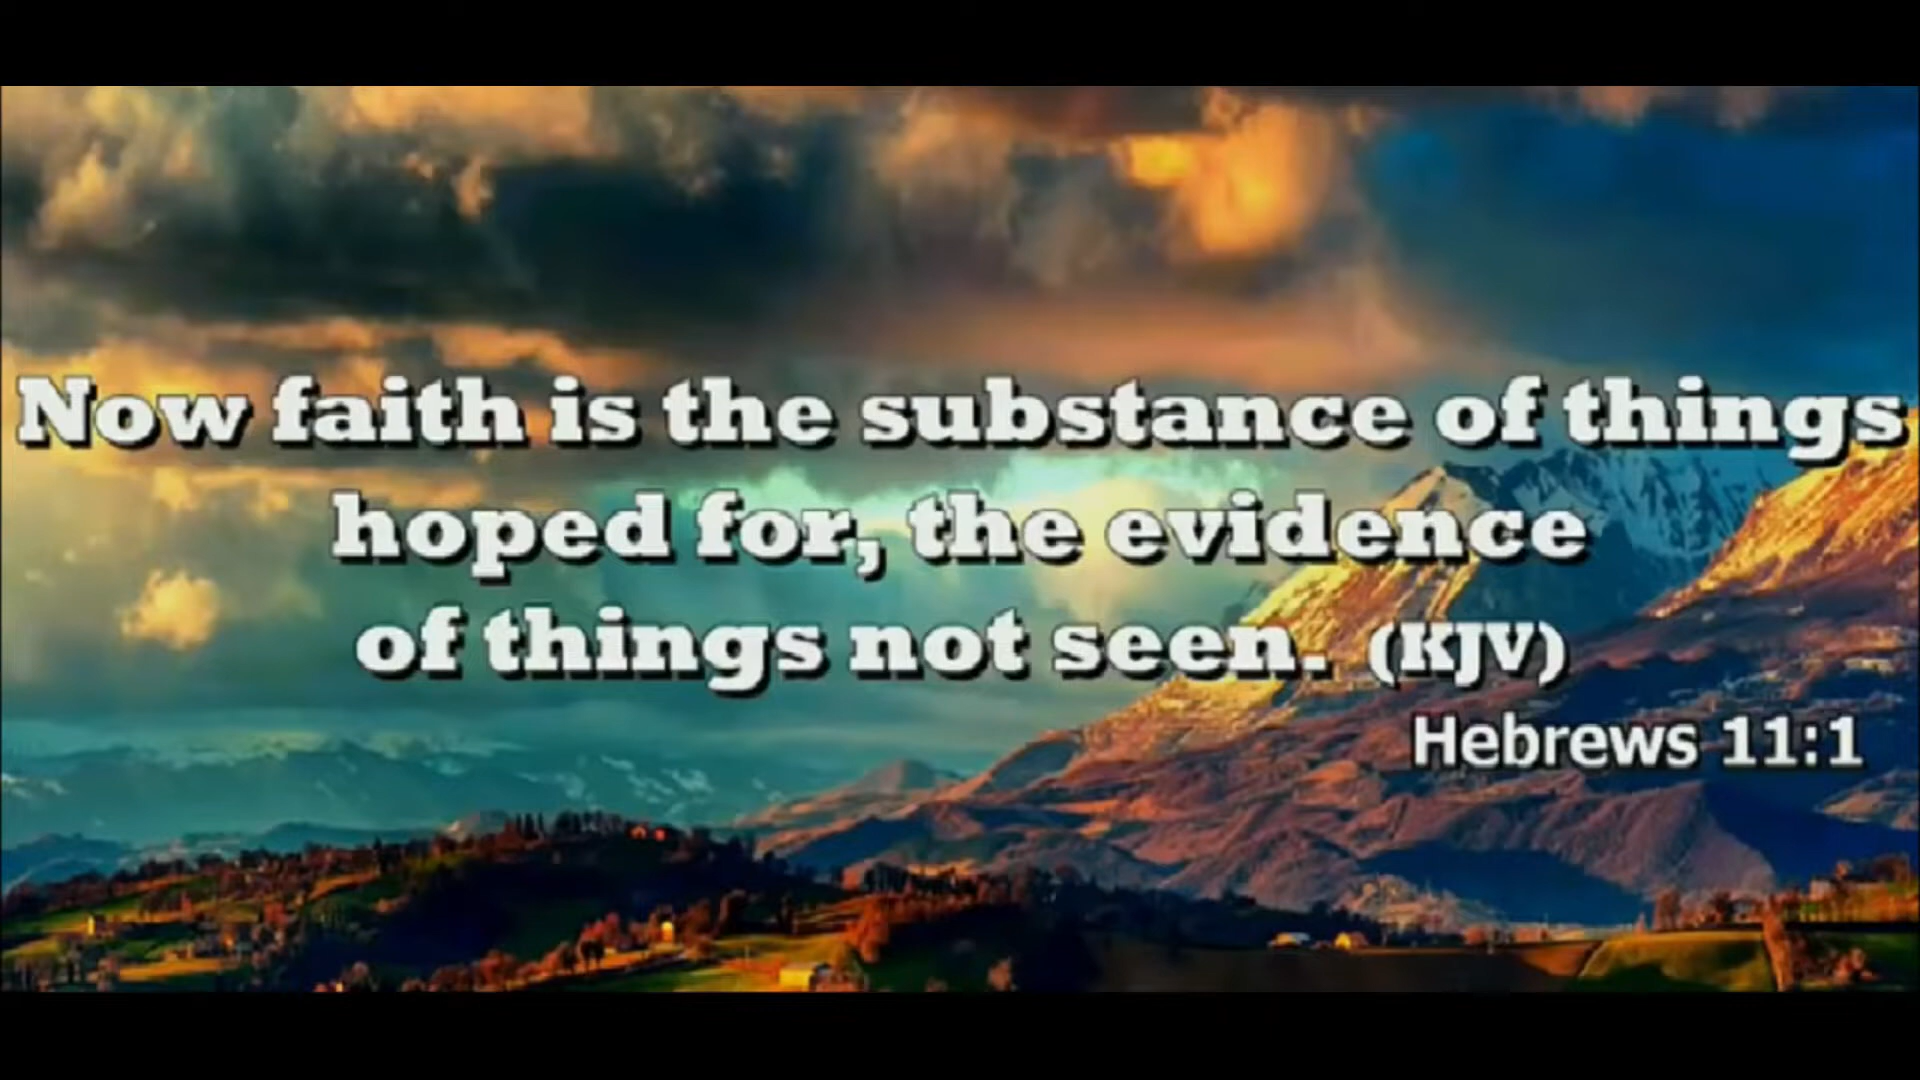 Now faith is the substance of things
hoped for, the evidence
of things not seen. (KJV)
Hebrews 11:1